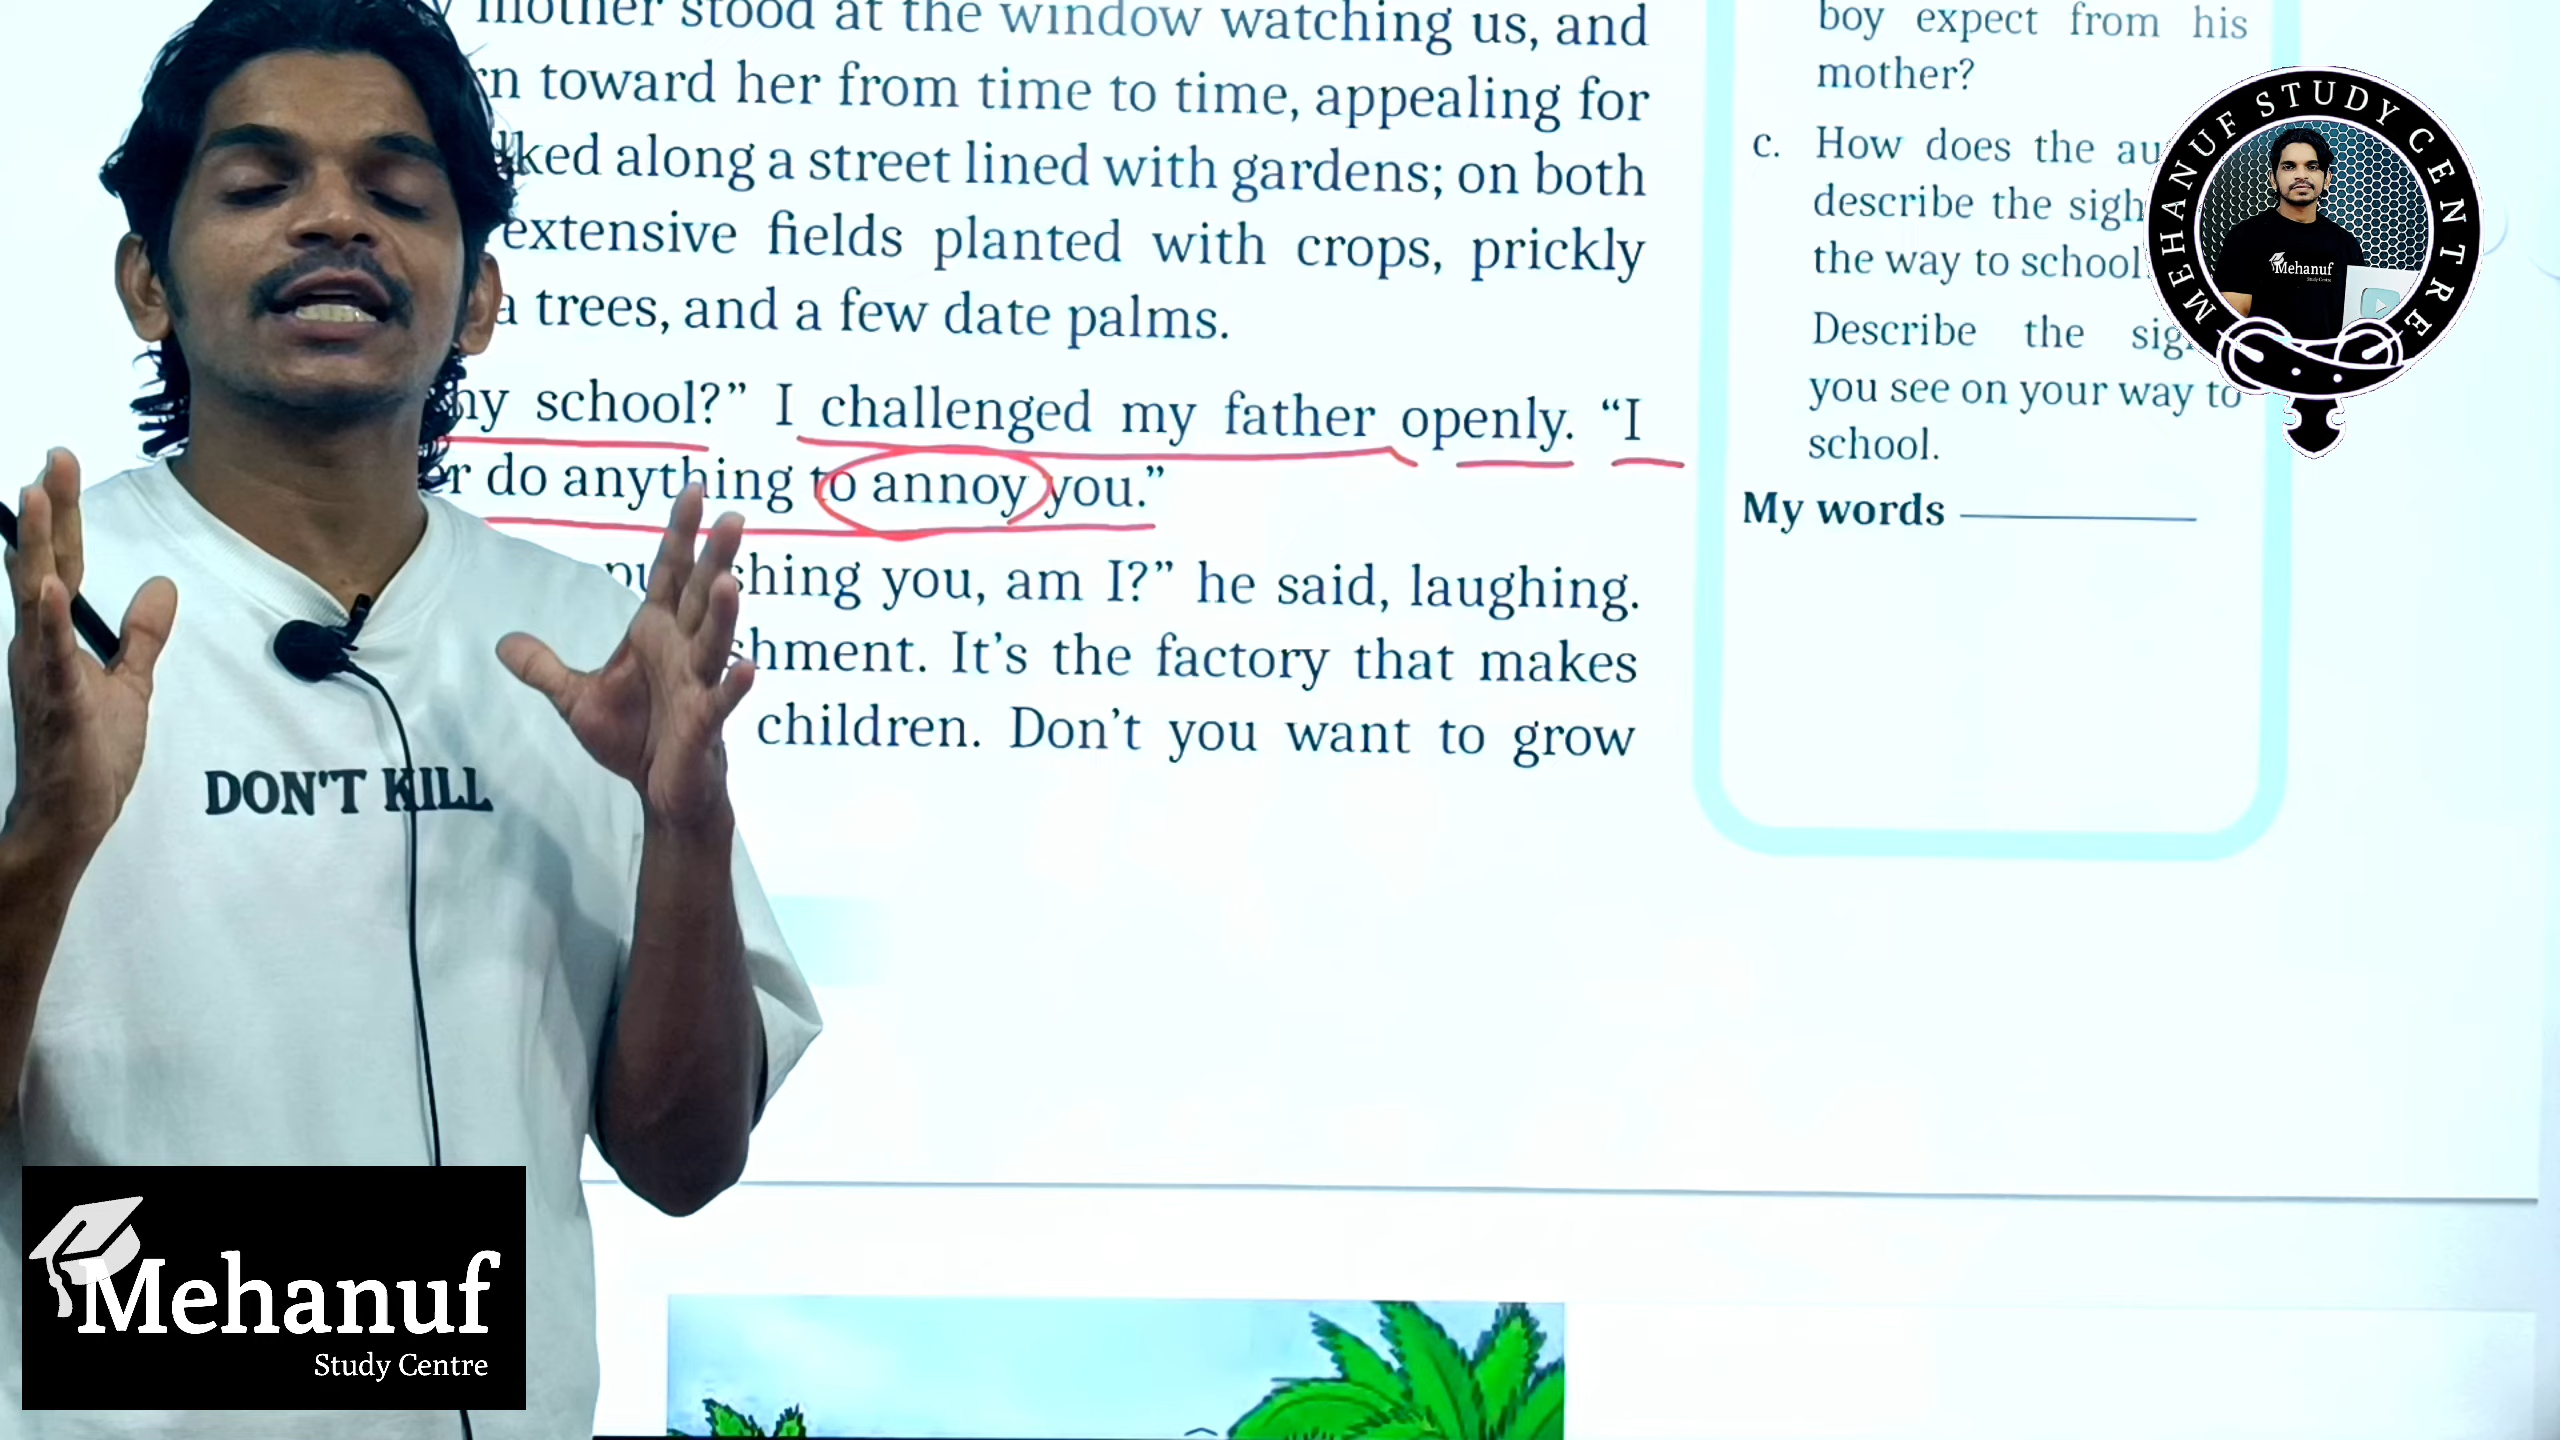 mother stood at the window watching us, and
toward her from time to time, appealing for
along a street lined with gardens; on both
extensive fields planted with crops, prickly
trees, and a few date palms.
school?” I challenged my father openly. “I
do anything to annoy you.”
you, am I?” he said, laughing.
It’s the factory that makes
children. Don’t you want to grow
boy expect from his
mother?
c. How does the
describe the
the way to school
Describe the
you see on your way to
school.
My words
MEHANUF STUDY CENTRE
Mehanuf
DON'T KILL
Mehanuf
Study Centre